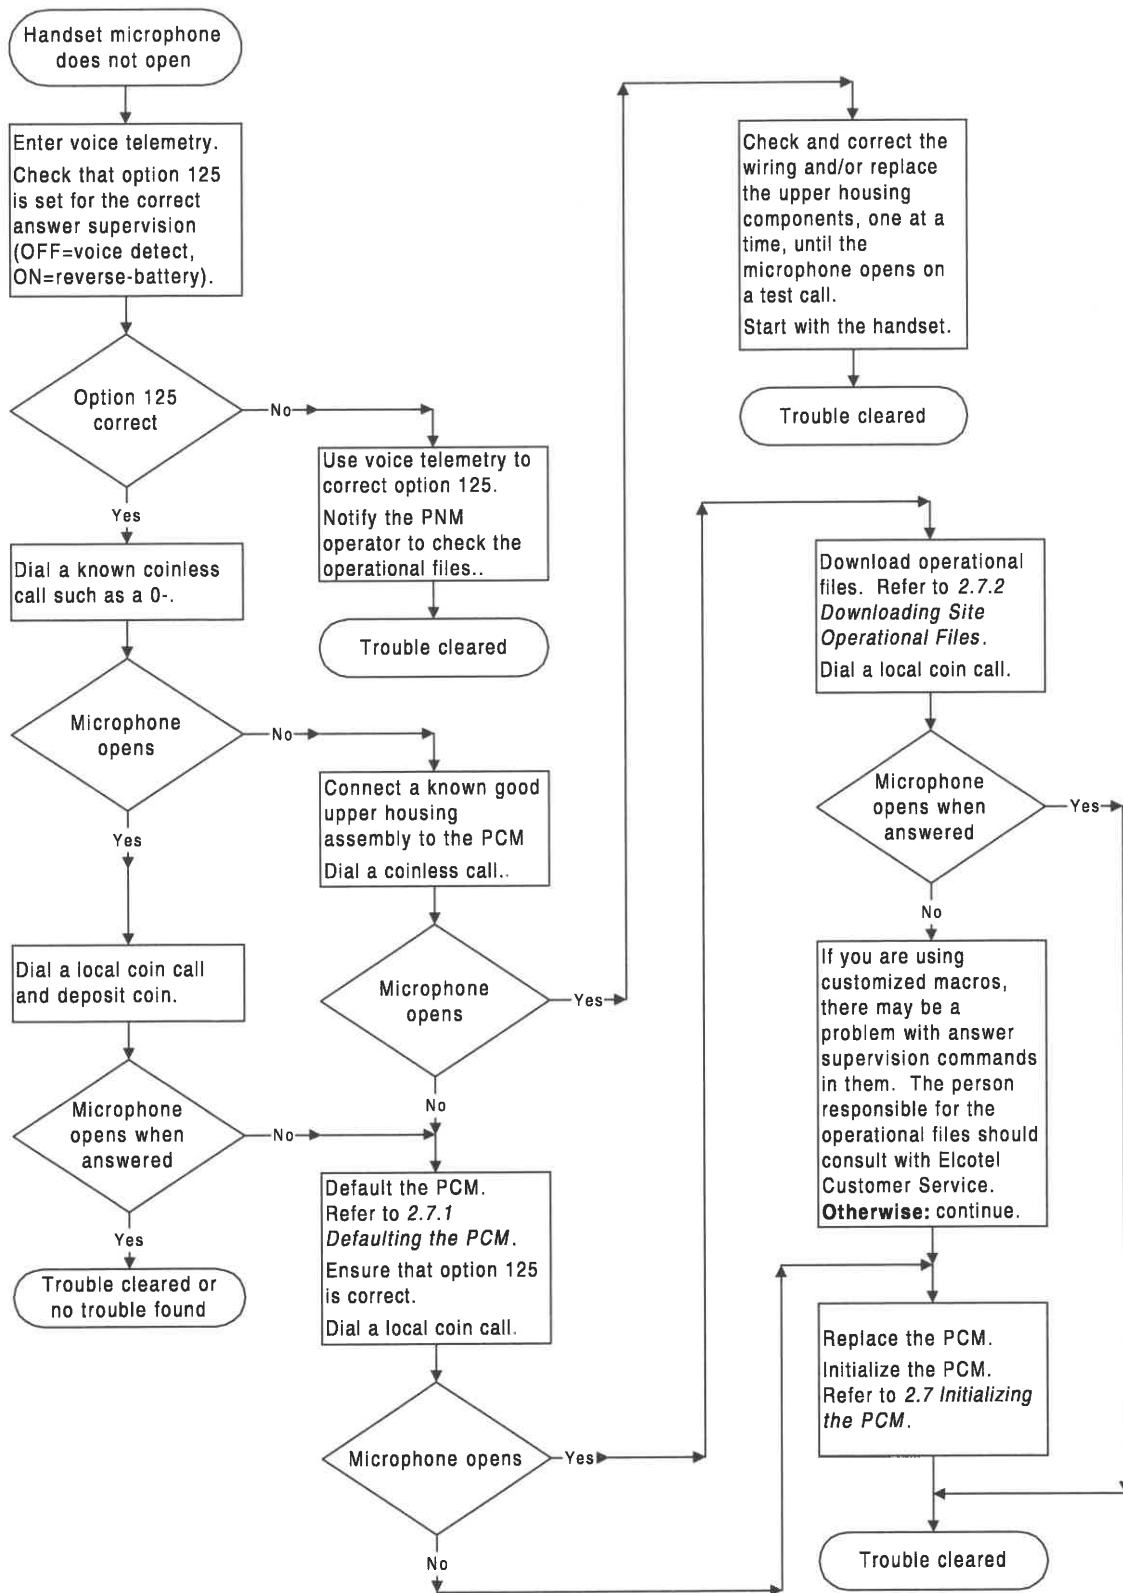 Handset microphone
does not open
Enter voice telemetry.
Check that option 125
is set for the correct
answer supervision
(OFF=voice detect,
ON=reverse-battery).
Option 125
correct
No
Yes
Use voice telemetry to
correct option 125.
Notify the PNM
operator to check the
operational files..
Trouble cleared
Dial a known coinless
call such as a 0-.
Microphone
opens
No
Yes
Connect a known good
upper housing
assembly to the PCM
Dial a coinless call..
Microphone
opens
Yes
No
Check and correct the
wiring and/or replace
the upper housing
components, one at a
time, until the
microphone opens on
a test call.
Start with the handset.
Trouble cleared
Dial a local coin call
and deposit coin.
Microphone
opens when
answered
No
Yes
Trouble cleared or
no trouble found
Default the PCM.
Refer to 2.7.1
Defaulting the PCM.
Ensure that option 125
is correct.
Dial a local coin call.
Microphone opens
Yes
No
Download operational
files. Refer to 2.7.2
Downloading Site
Operational Files.
Dial a local coin call.
Microphone
opens when
answered
Yes
No
If you are using
customized macros,
there may be a
problem with answer
supervision commands
in them. The person
responsible for the
operational files should
consult with Elcotel
Customer Service.
Otherwise: continue.
Replace the PCM.
Initialize the PCM.
Refer to 2.7 Initializing
the PCM.
Trouble cleared